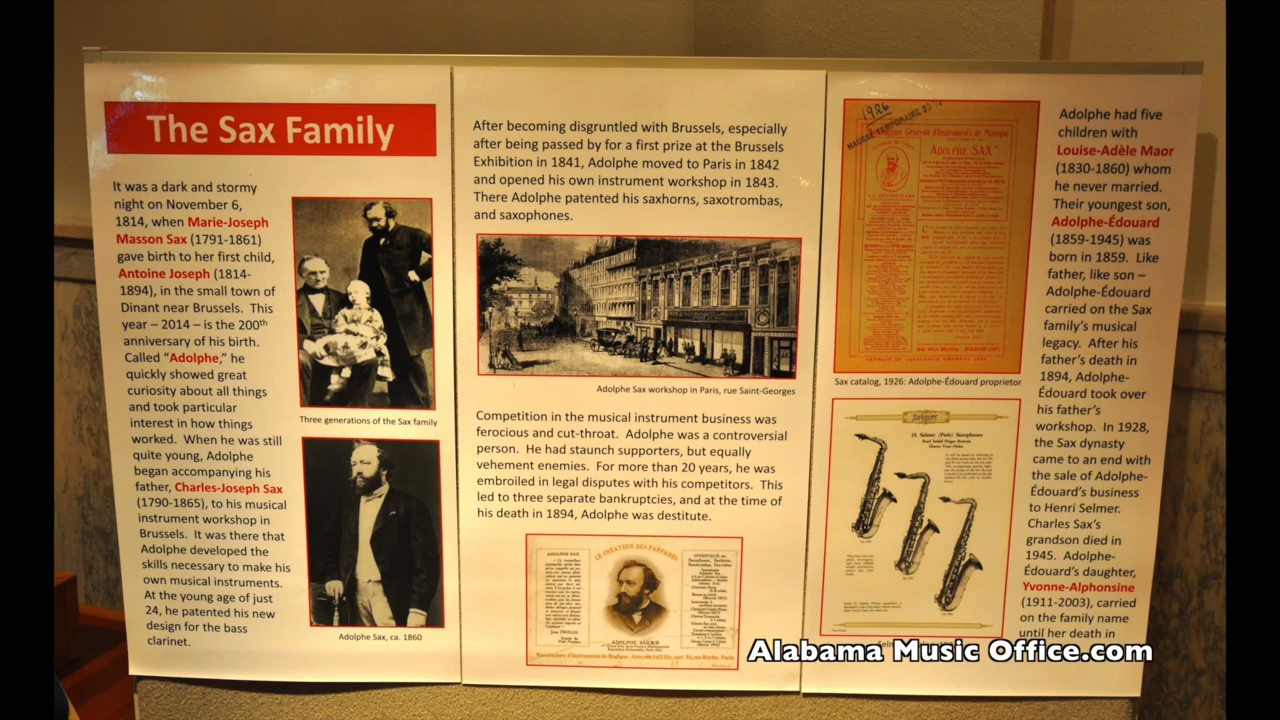 The Sax Family
It was a dark and stormy
night on November 6,
1814, when Marie-Joseph
Masson Sax (1791-1861)
gave birth to her first child,
Antoine Joseph (1814-
1894), in the small town of
Dinant near Brussels. This
year – 2014 – is the 200th
anniversary of his birth.
Called “Adolphe,” he
quickly showed great
curiosity about all things
and took particular
interest in how things
worked. When he was still
quite young, Adolphe
began accompanying his
father, Charles-Joseph Sax
(1790-1865), to his musical
instrument workshop in
Brussels. It was there that
Adolphe developed the
skills necessary to make his
own musical instruments.
At the young age of just
24, he patented his new
design for the bass
clarinet.
Three generations of the Sax family
Adolphe Sax, ca. 1860
After becoming disgruntled with Brussels, especially
after being passed by for a first prize at the Brussels
Exhibition in 1841, Adolphe moved to Paris in 1842
and opened his own instrument workshop in 1843.
There Adolphe patented his saxhorns, saxotrombas,
and saxophones.
Adolphe Sax workshop in Paris, rue Saint-Georges
Competition in the musical instrument business was
ferocious and cut-throat. Adolphe was a controversial
person. He had staunch supporters, but equally
vehement enemies. For more than 20 years, he was
embroiled in legal disputes with his competitors. This
led to three separate bankruptcies, and at the time of
his death in 1894, Adolphe was destitute.
LE CRÉATEUR DES FANFARES
ADOLPHE SAX
1926
Manufacture Générale d'Instruments de Musique
ADOLPHE SAX
Sax catalog, 1926: Adolphe-Édouard proprietor
Selmer
H. Selmer (Paris) Saxophones
Adolphe had five
children with
Louise-Adèle Maor
(1830-1860) whom
he never married.
Their youngest son,
Adolphe-Édouard
(1859-1945) was
born in 1859. Like
father, like son –
Adolphe-Édouard
carried on the Sax
family’s musical
legacy. After his
father’s death in
1894, Adolphe-
Édouard took over
his father’s
workshop. In 1928,
the Sax dynasty
came to an end with
the sale of Adolphe-
Édouard’s business
to Henri Selmer.
Charles Sax’s
grandson died in
1945. Adolphe-
Édouard’s daughter,
Yvonne-Alphonsine
(1911-2003), carried
on the family name
until her death in
Alabama Music Office.com